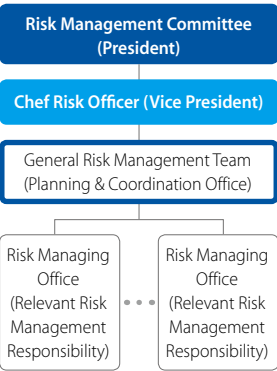 Risk Management Committee
(President)
Chef Risk Officer (Vice President)
General Risk Management Team
(Planning & Coordination Office)
Risk Managing
Office
(Relevant Risk
Management
Responsibility)
Risk Managing
Office
(Relevant Risk
Management
Responsibility)